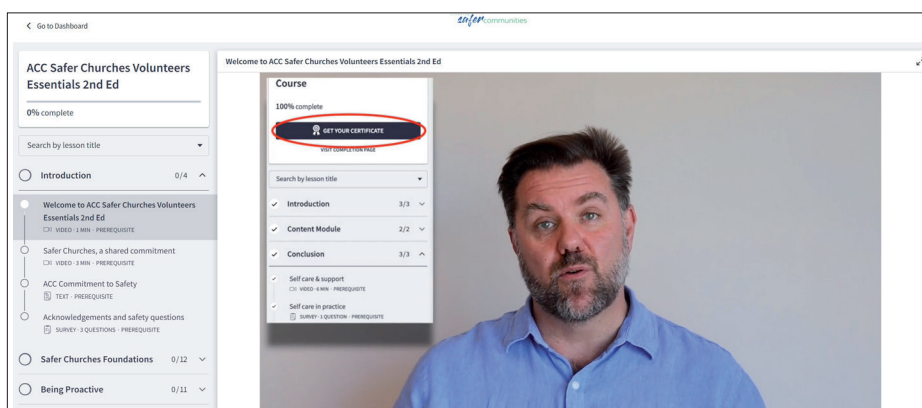 Go to Dashboard
safer communities
ACC Safer Churches Volunteers
Essentials 2nd Ed
0% complete
Search by lesson title
Introduction 0/4
Welcome to ACC Safer Churches Volunteers
Essentials 2nd Ed
VIDEO · 1 MIN · PREREQUISITE
Safer Churches, a shared commitment
VIDEO · 3 MIN · PREREQUISITE
ACC Commitment to Safety
TEXT · PREREQUISITE
Acknowledgements and safety questions
SURVEY · 3 QUESTIONS · PREREQUISITE
Safer Churches Foundations 0/12
Being Proactive 0/11
Welcome to ACC Safer Churches Volunteers Essentials 2nd Ed
Course
100% complete
GET YOUR CERTIFICATE
VISIT COMPLETION PAGE
Search by lesson title
Introduction 3/3
Content Module 2/2
Conclusion 3/3
Self care & support
VIDEO · 6 MIN · PREREQUISITE
Self care in practice
SURVEY · 1 QUESTION · PREREQUISITE